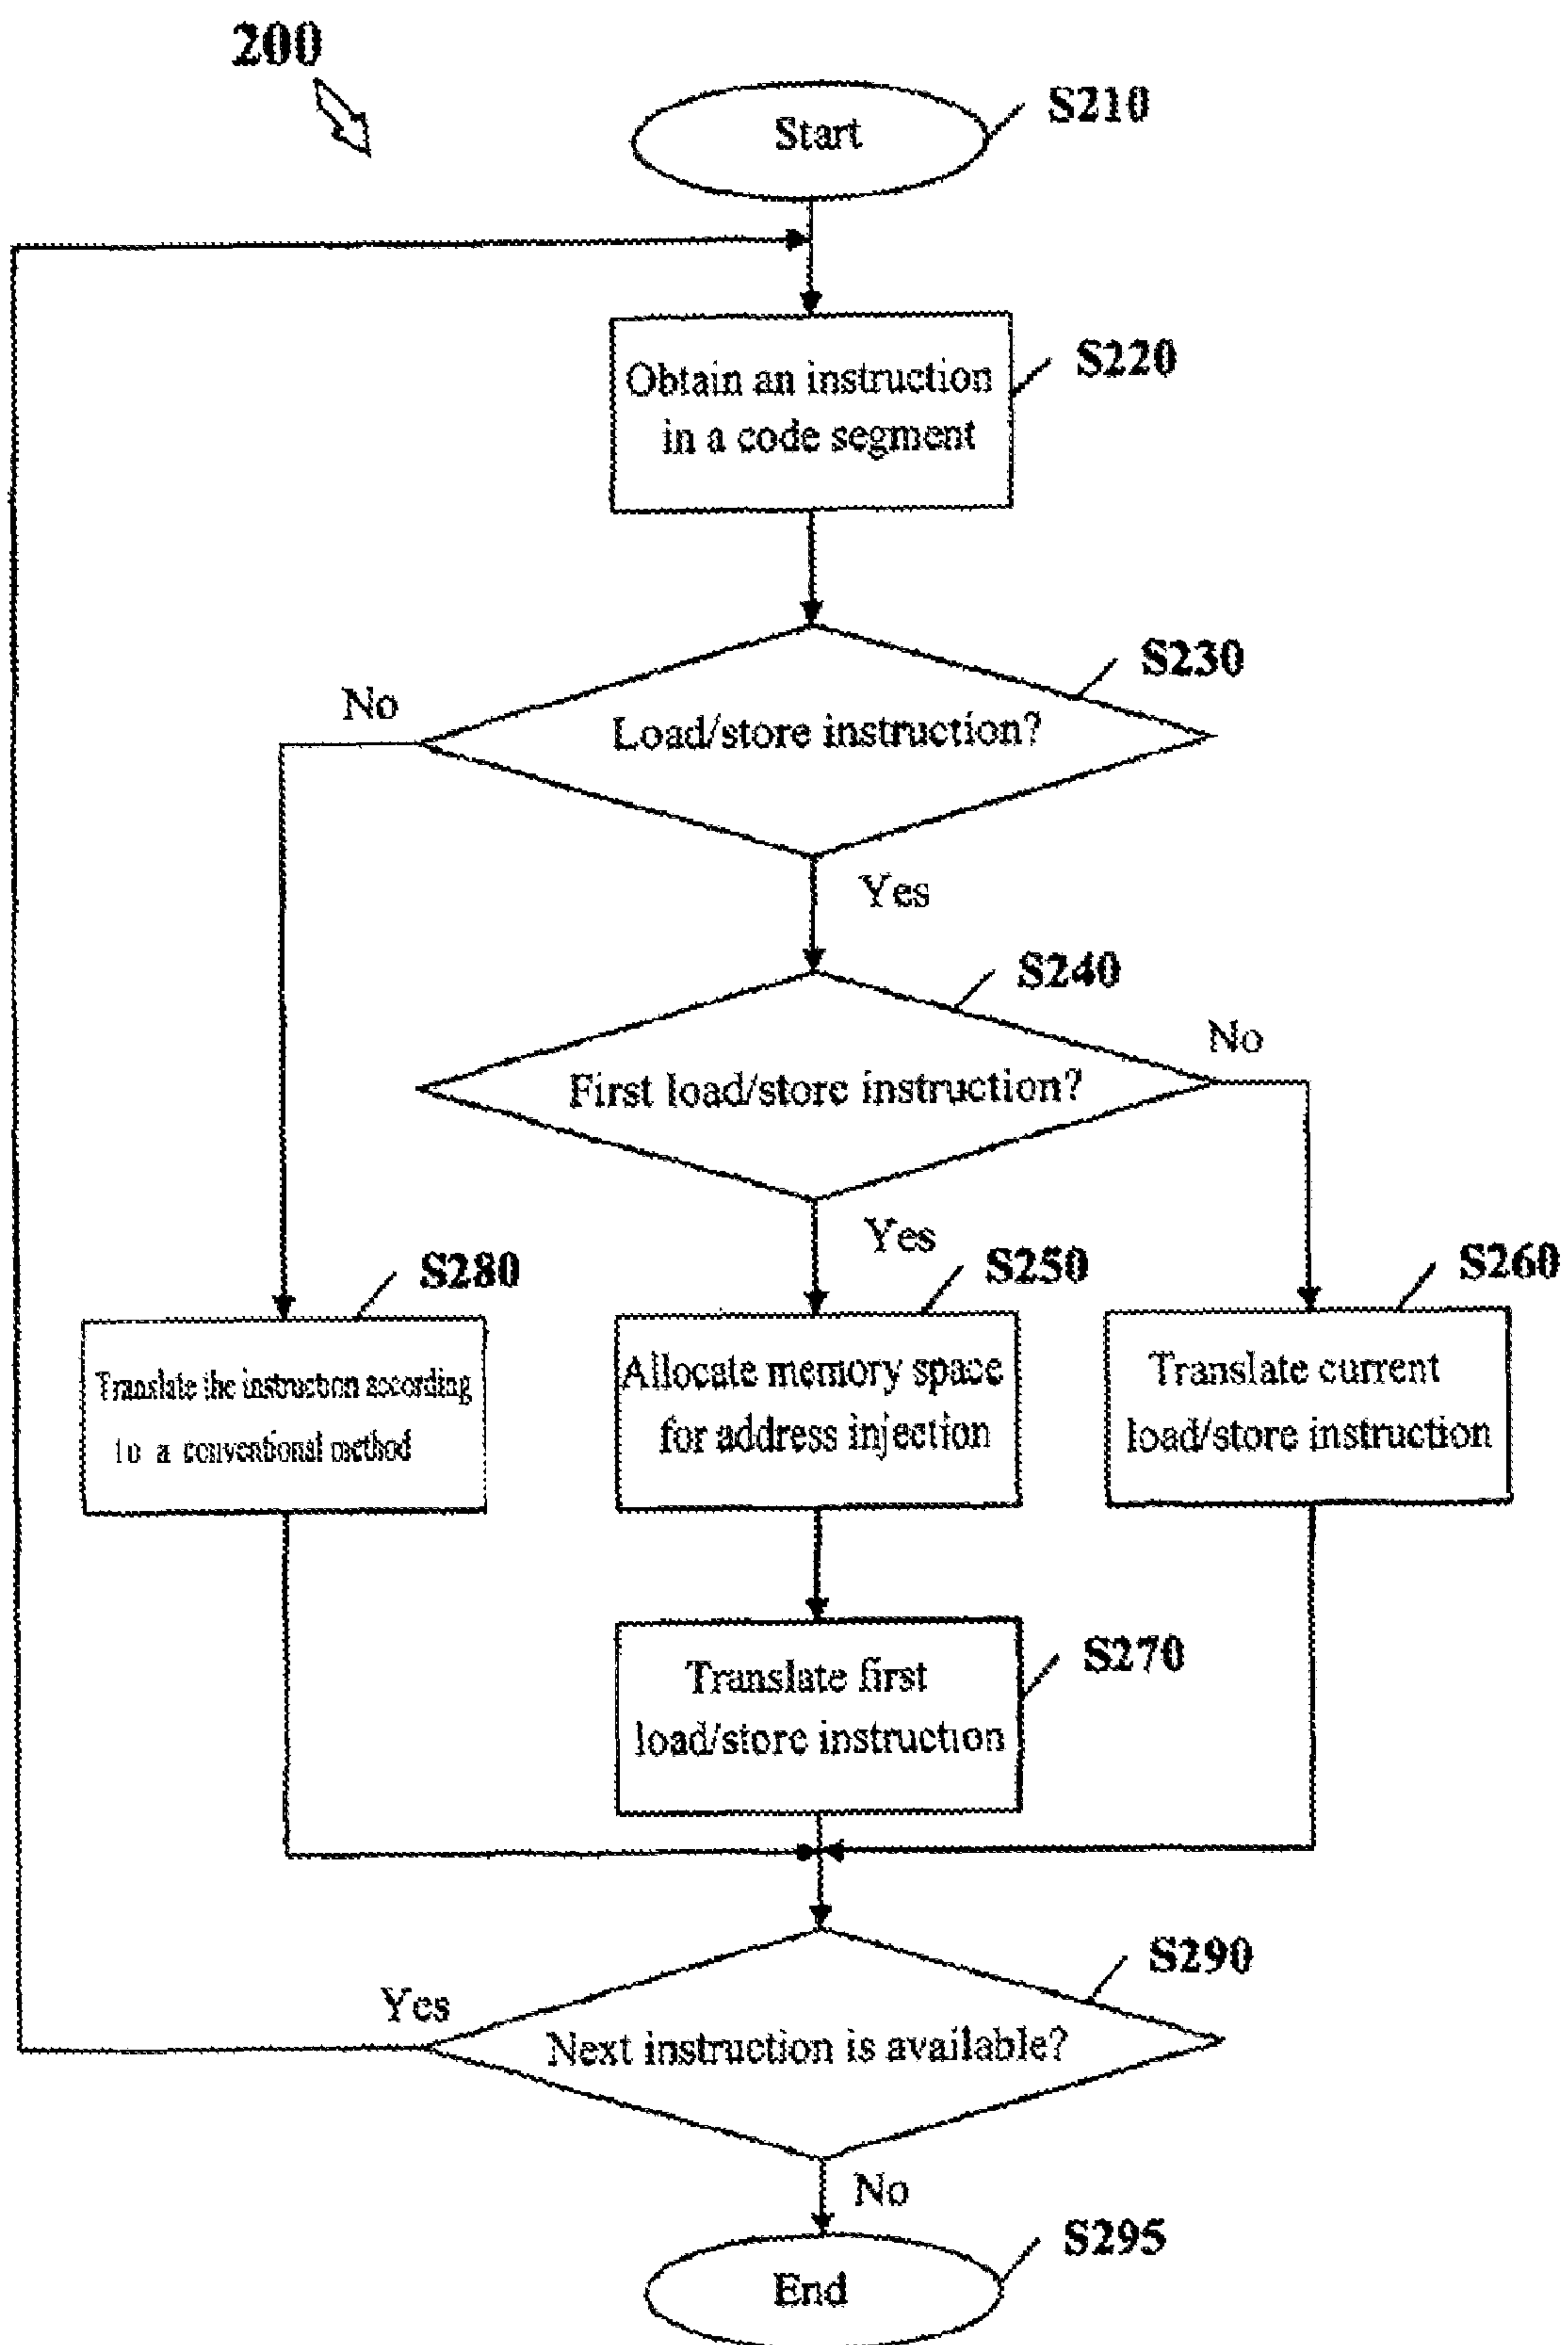 200
Start
S210
Obtain an instruction
in a code segment
S220
Load/store instruction?
S230
No
Yes
First load/store instruction?
S240
No
Yes
Translate the instruction according
to a conventional method
S280
Allocate memory space
for address injection
S250
Translate current
load/store instruction
S260
Translate first
load/store instruction
S270
Next instruction is available?
S290
Yes
No
End
S295